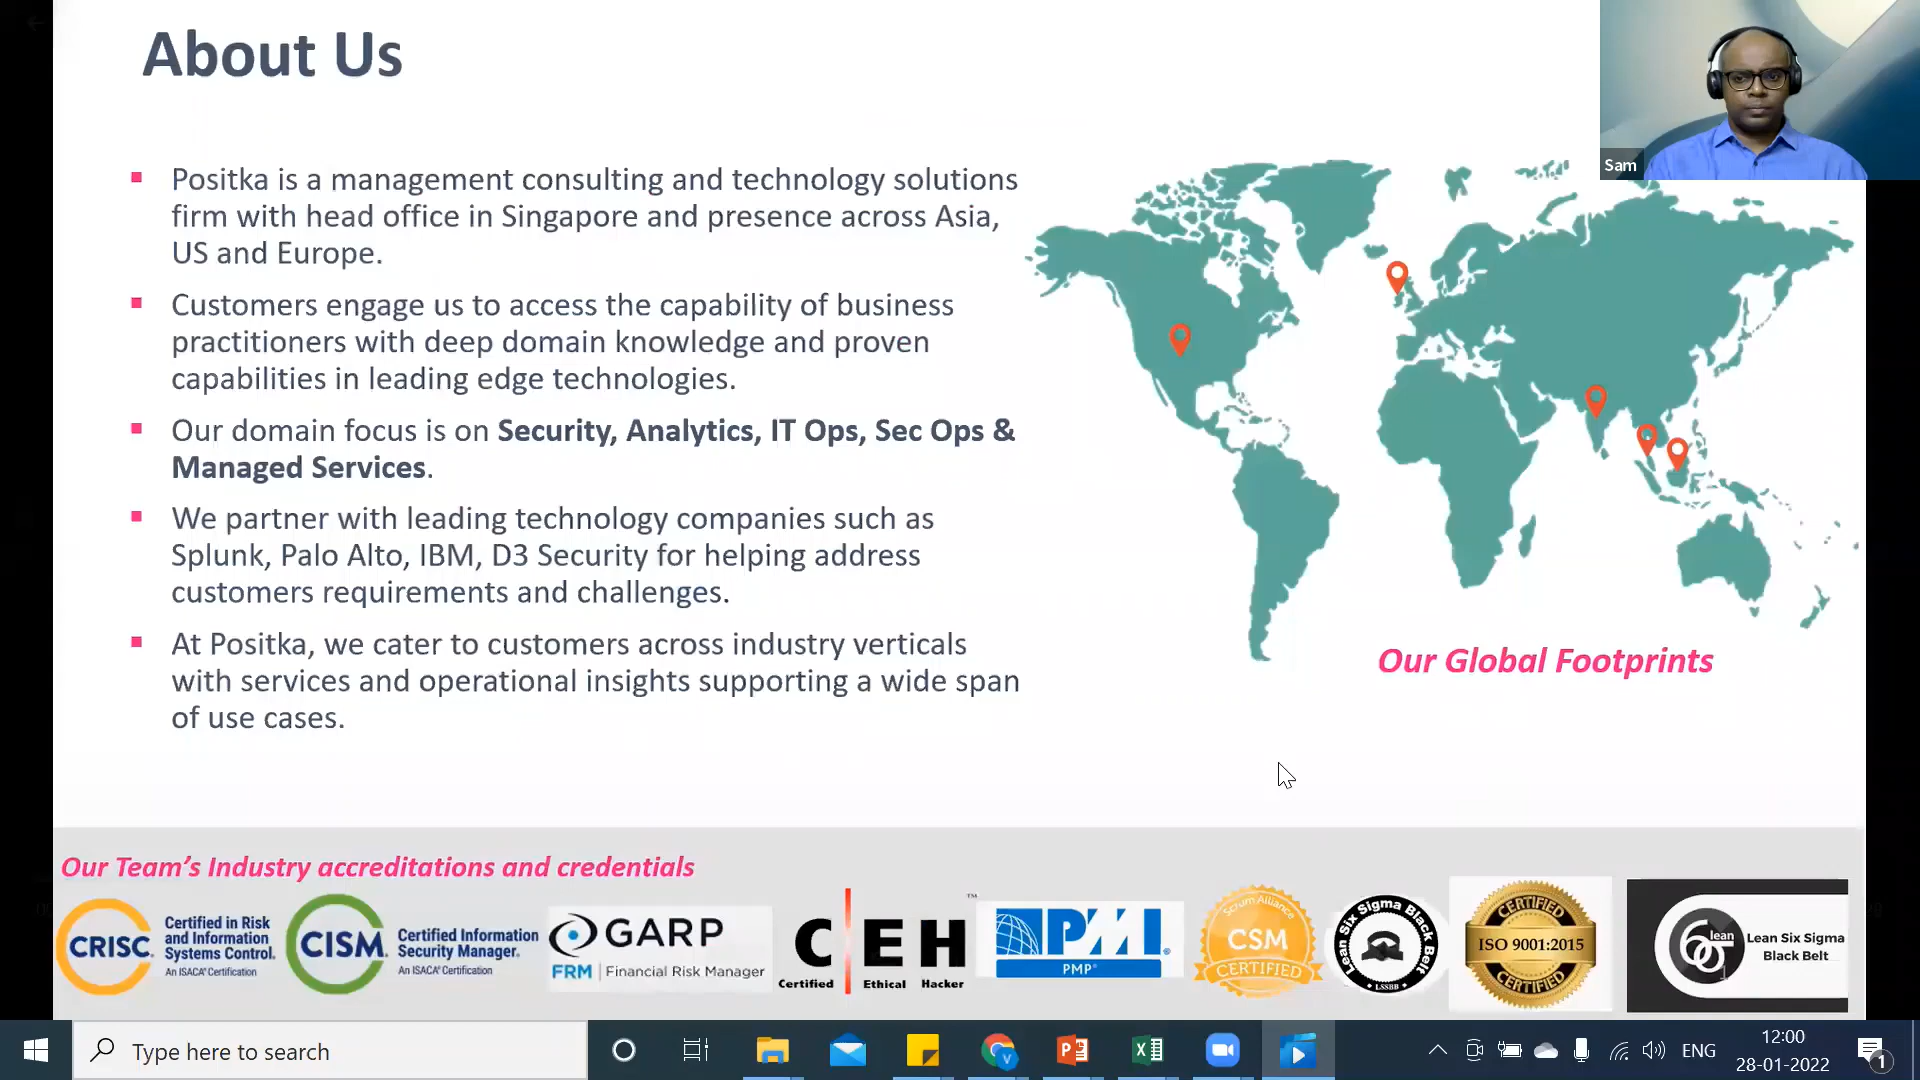 About Us
Sam
Positka is a management consulting and technology solutions
firm with head office in Singapore and presence across Asia,
US and Europe.
Customers engage us to access the capability of business
practitioners with deep domain knowledge and proven
capabilities in leading edge technologies.
Our domain focus is on Security, Analytics, IT Ops, Sec Ops &
Managed Services.
We partner with leading technology companies such as
Splunk, Palo Alto, IBM, D3 Security for helping address
customers requirements and challenges.
At Positka, we cater to customers across industry verticals
with services and operational insights supporting a wide span
of use cases.
Our Global Footprints
Our Team's Industry accreditations and credentials
CRISC.
Certified in Risk
and Information
Systems Control.
An ISACA® Certification
CISM.
Certified Information
Security Manager.
An ISACA® Certification
GARP
FRM | Financial Risk Manager
CEH ™
Certified Ethical Hacker
PMI ®
PMP®
Scrum Alliance
CSM
CERTIFIED
Lean Six Sigma Black Belt
• LSSBB •
CERTIFIED
ISO 9001:2015
CERTIFIED
6σ lean
Lean Six Sigma
Black Belt
Type here to search
ENG
12:00
28-01-2022
1